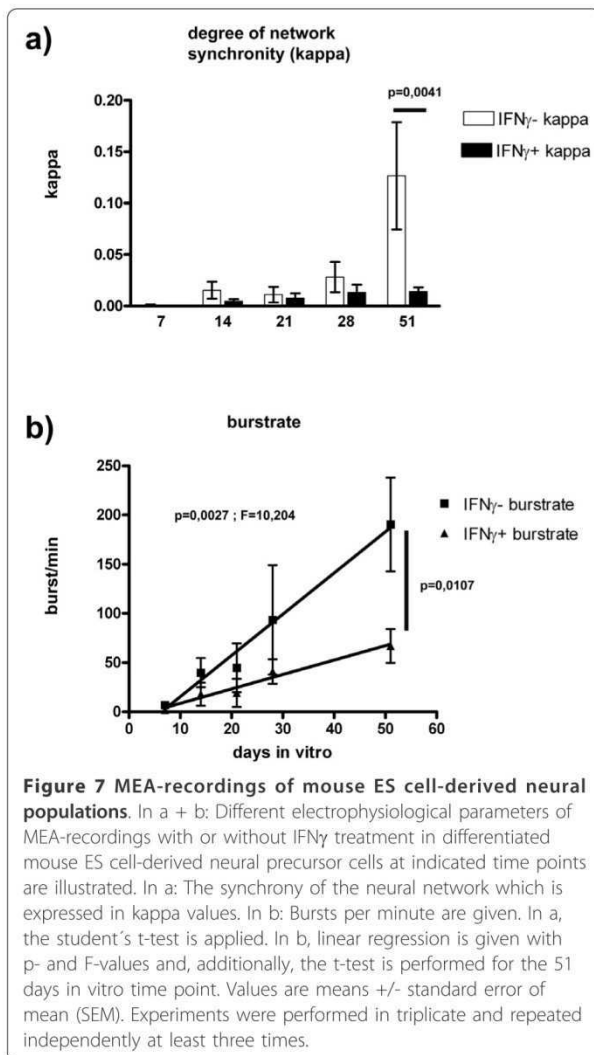 a)
degree of network
synchronity (kappa)
p=0,0041
IFNγ- kappa
IFNγ+ kappa
kappa
0.20
0.15
0.10
0.05
0.00
7 14 21 28 51
b)
burstrate
p=0,0027 ; F=10,204
IFNγ- burstrate
IFNγ+ burstrate
p=0,0107
burst/min
250
200
150
100
50
0
0 10 20 30 40 50 60
days in vitro
Figure 7 MEA-recordings of mouse ES cell-derived neural
populations. In a + b: Different electrophysiological parameters of
MEA-recordings with or without IFNγ treatment in differentiated
mouse ES cell-derived neural precursor cells at indicated time points
are illustrated. In a: The synchrony of the neural network which is
expressed in kappa values. In b: Bursts per minute are given. In a,
the student´s t-test is applied. In b, linear regression is given with
p- and F-values and, additionally, the t-test is performed for the 51
days in vitro time point. Values are means +/- standard error of
mean (SEM). Experiments were performed in triplicate and repeated
independently at least three times.